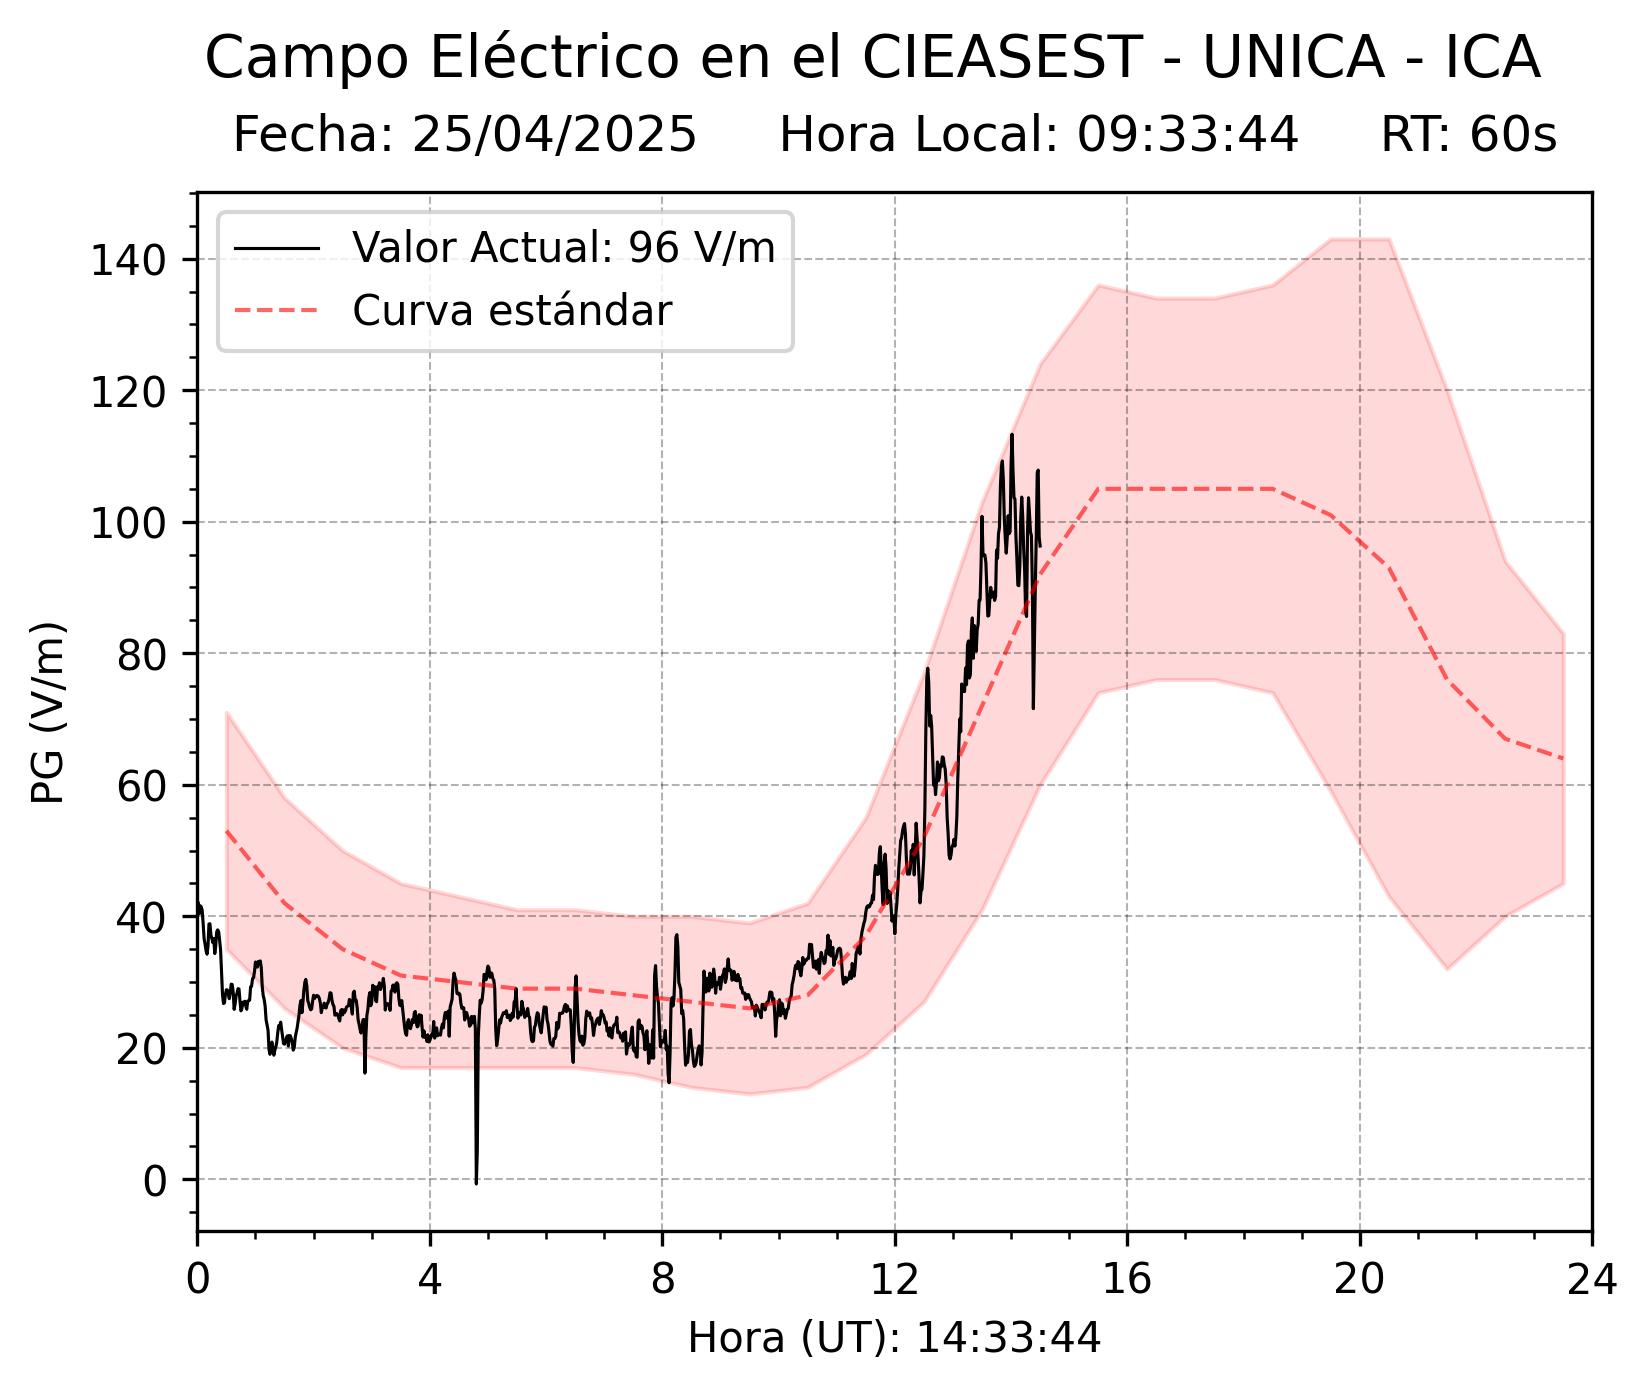 Campo Eléctrico en el CIEASEST - UNICA - ICA
Fecha: 25/04/2025 Hora Local: 09:33:44 RT: 60s
Valor Actual: 96 V/m
Curva estándar
140
120
100
80
60
40
20
0
PG (V/m)
0 4 8 12 16 20 24
Hora (UT): 14:33:44